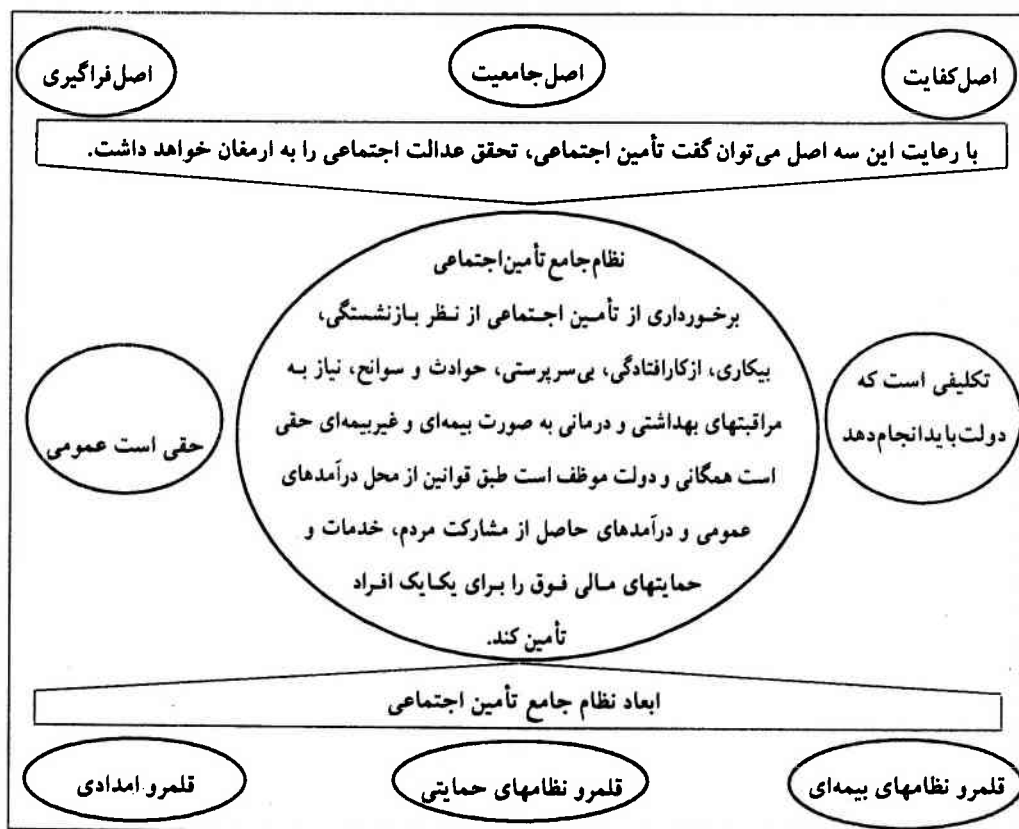 اصل کفایت
اصل جامعیت
اصل فراگیری
با رعایت این سه اصل می‌توان گفت تأمین اجتماعی، تحقق عدالت اجتماعی را به ارمغان خواهد داشت.
نظام جامع تأمین اجتماعی
برخورداری از تأمین اجتماعی از نظر بازنشستگی،
بیکاری، ازکارافتادگی، بی‌سرپرستی، حوادث و سوانح، نیاز به
مراقبتهای بهداشتی و درمانی به صورت بیمه‌ای و غیربیمه‌ای حقی
است همگانی و دولت موظف است طبق قوانین از محل درآمدهای
عمومی و درآمدهای حاصل از مشارکت مردم، خدمات و
حمایتهای مالی فوق را برای یکایک افراد
تأمین کند.
تکلیفی است که
دولت باید انجام دهد
حقی است عمومی
ابعاد نظام جامع تأمین اجتماعی
قلمرو نظامهای بیمه‌ای
قلمرو نظامهای حمایتی
قلمرو امدادی